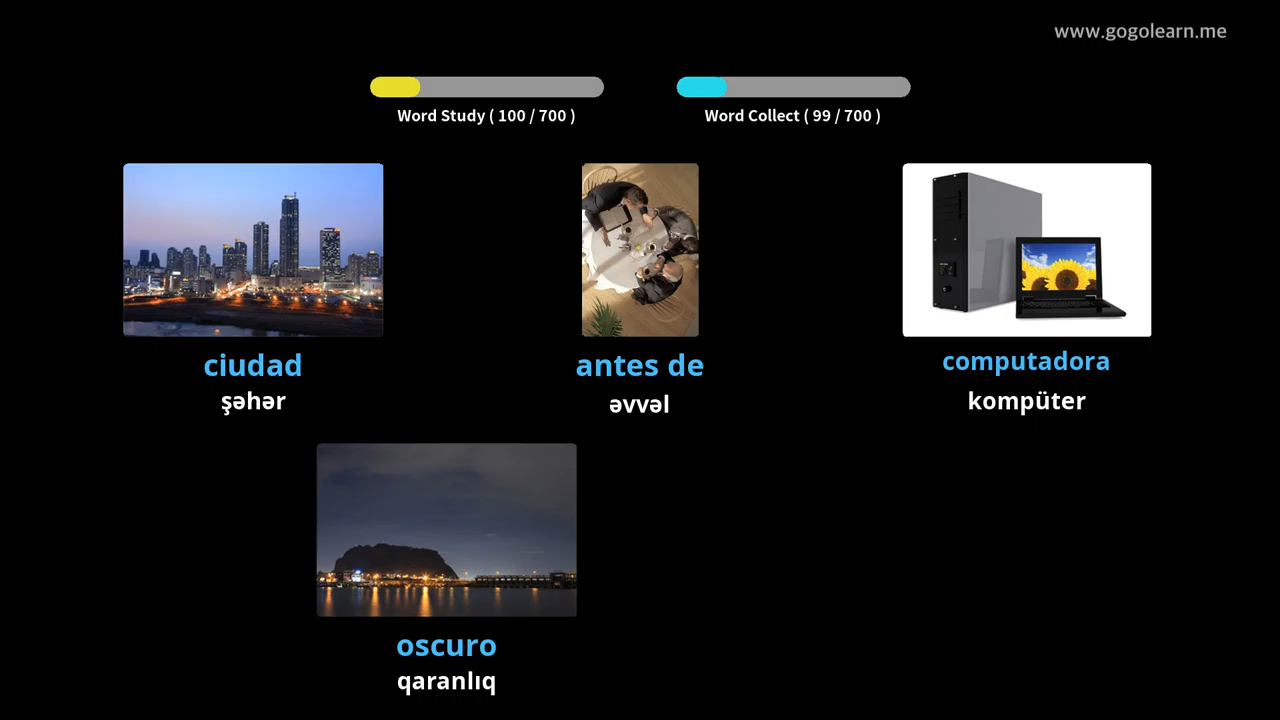 www.gogolearn.me
Word Study ( 100 / 700 )
Word Collect ( 99 / 700 )
ciudad
şəhər
antes de
əvvəl
computadora
kompüter
oscuro
qaranlıq